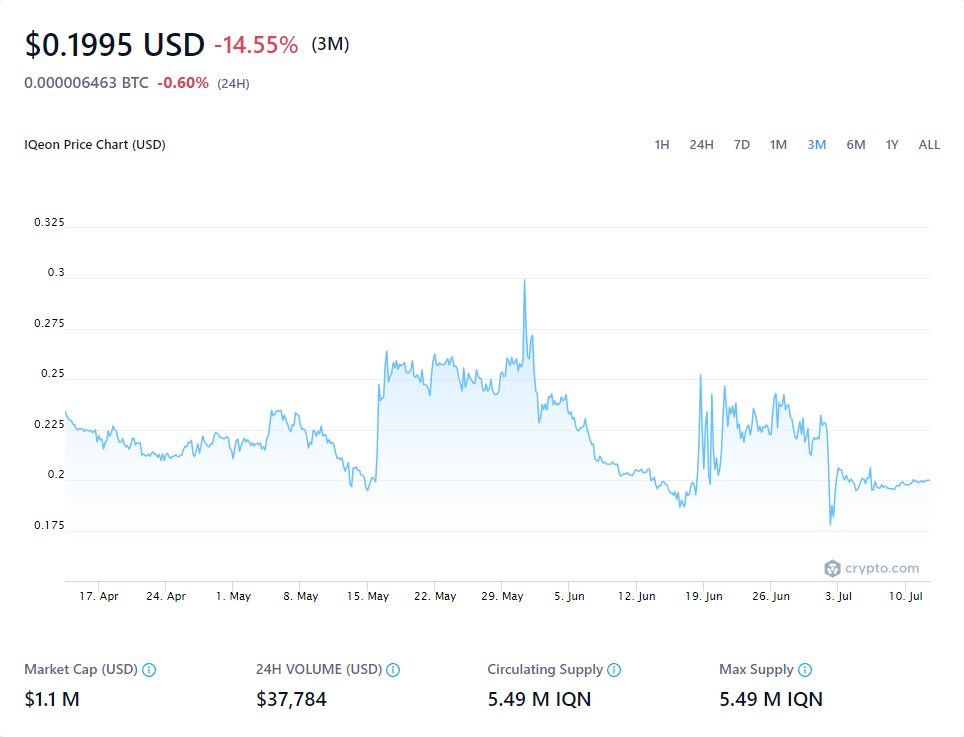 $0.1995 USD -14.55% (3M)
0.000006463 BTC -0.60% (24H)
IQeon Price Chart (USD) 1H 24H 7D 1M 3M 6M 1Y ALL
0.325
0.3
0.275
0.25
0.225
0.2
0.175
crypto.com
17. Apr 24. Apr 1. May 8. May 15. May 22. May 29. May 5. Jun 12. Jun 19. Jun 26. Jun 3. Jul 10. Jul
Market Cap (USD) 24H VOLUME (USD) Circulating Supply Max Supply
$1.1 M $37,784 5.49 M IQN 5.49 M IQN